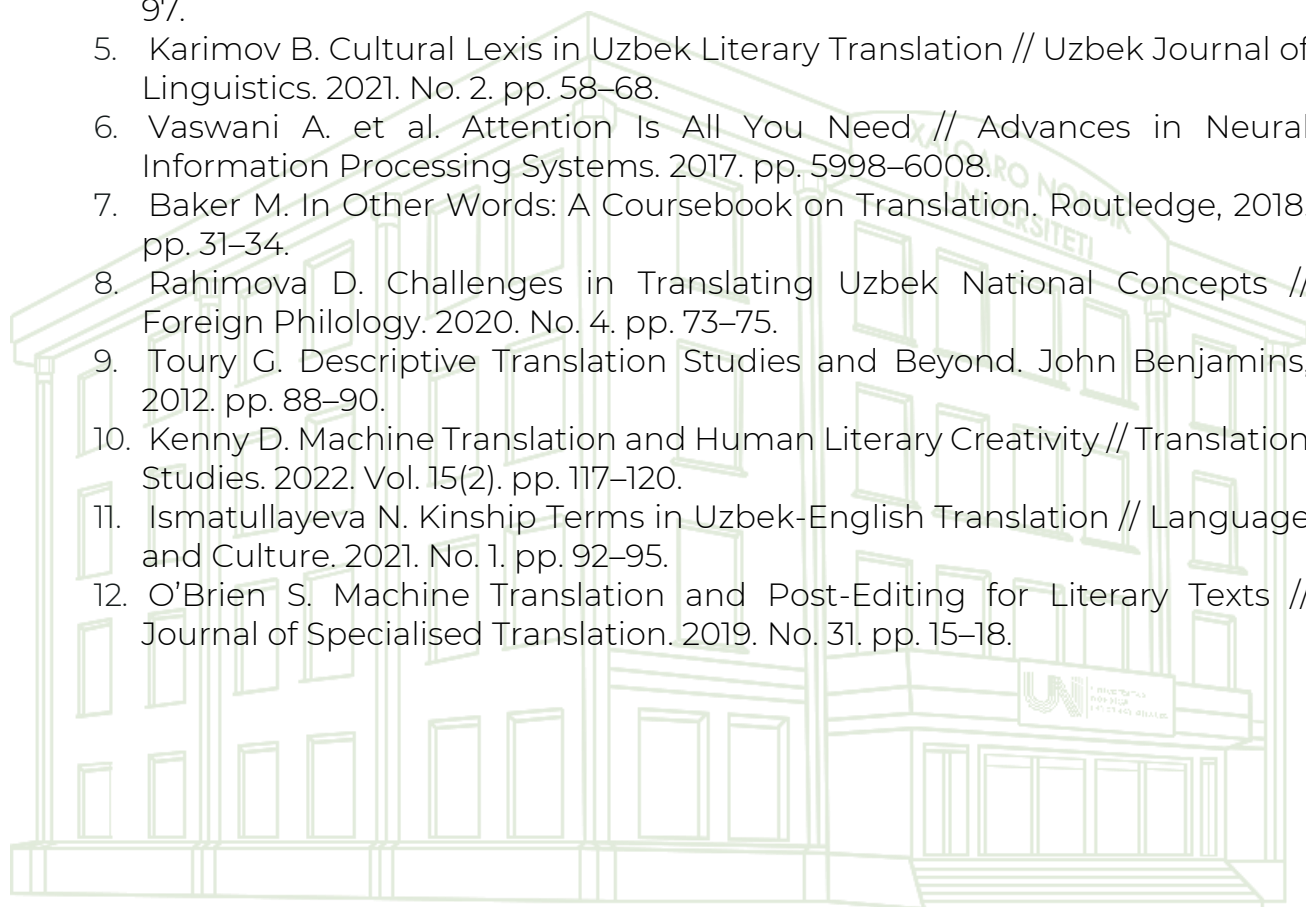 97.
5. Karimov B. Cultural Lexis in Uzbek Literary Translation // Uzbek Journal of
Linguistics. 2021. No. 2. pp. 58–68.
6. Vaswani A. et al. Attention Is All You Need // Advances in Neural
Information Processing Systems. 2017. pp. 5998–6008.
7. Baker M. In Other Words: A Coursebook on Translation. Routledge, 2018.
pp. 31–34.
8. Rahimova D. Challenges in Translating Uzbek National Concepts //
Foreign Philology. 2020. No. 4. pp. 73–75.
9. Toury G. Descriptive Translation Studies and Beyond. John Benjamins,
2012. pp. 88–90.
10. Kenny D. Machine Translation and Human Literary Creativity // Translation
Studies. 2022. Vol. 15(2). pp. 117–120.
11. Ismatullayeva N. Kinship Terms in Uzbek-English Translation // Language
and Culture. 2021. No. 1. pp. 92–95.
12. O’Brien S. Machine Translation and Post-Editing for Literary Texts //
Journal of Specialised Translation. 2019. No. 31. pp. 15–18.
XALQARO NORDIK
UNIVERSITETI
UNI